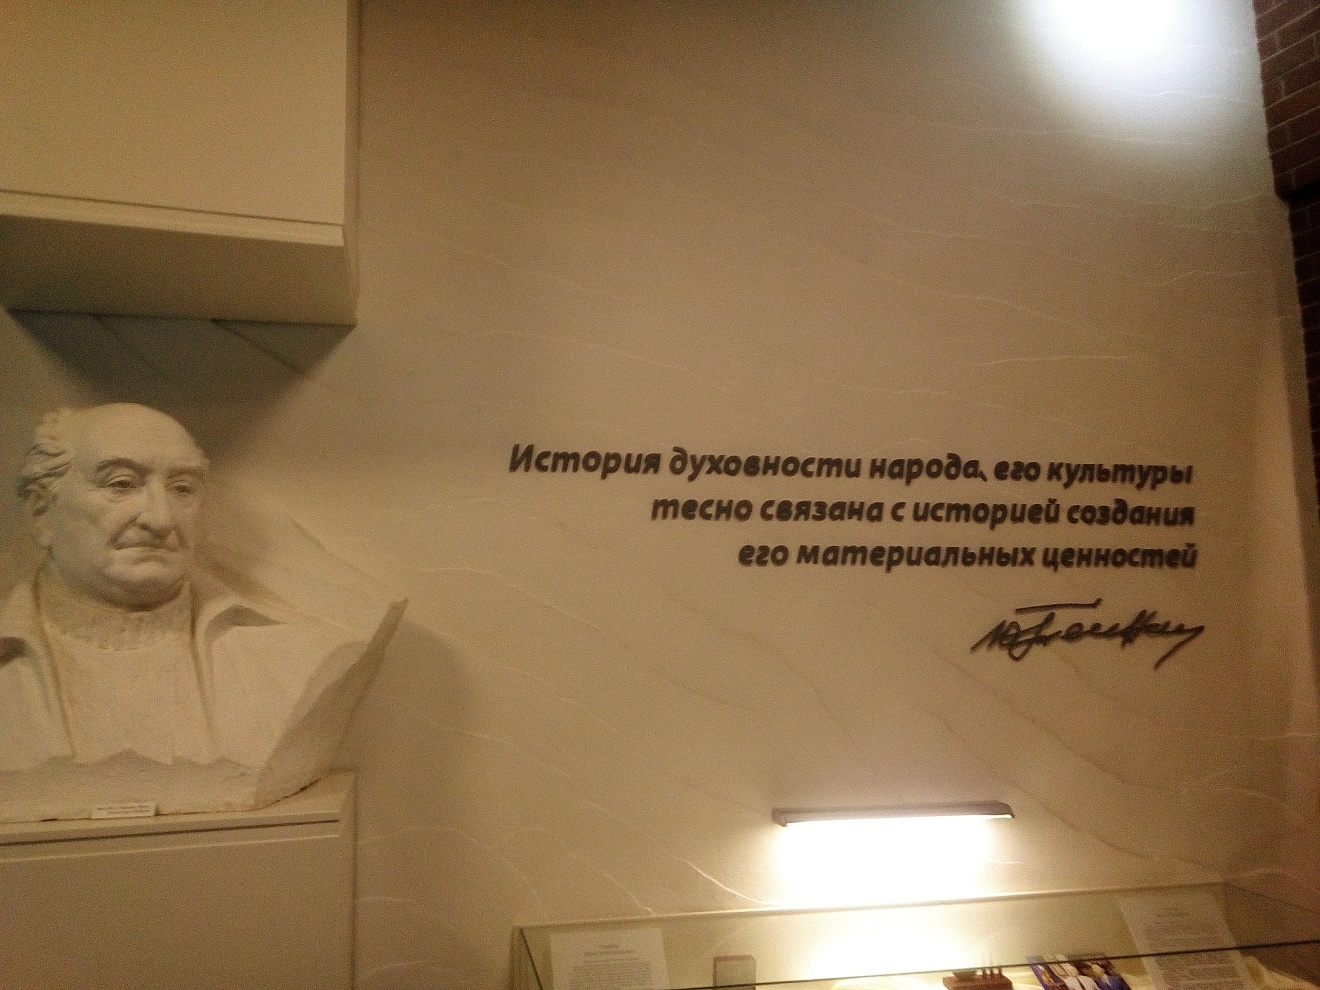 История духовности народа, его культуры
тесно связана с историей создания
его материальных ценностей